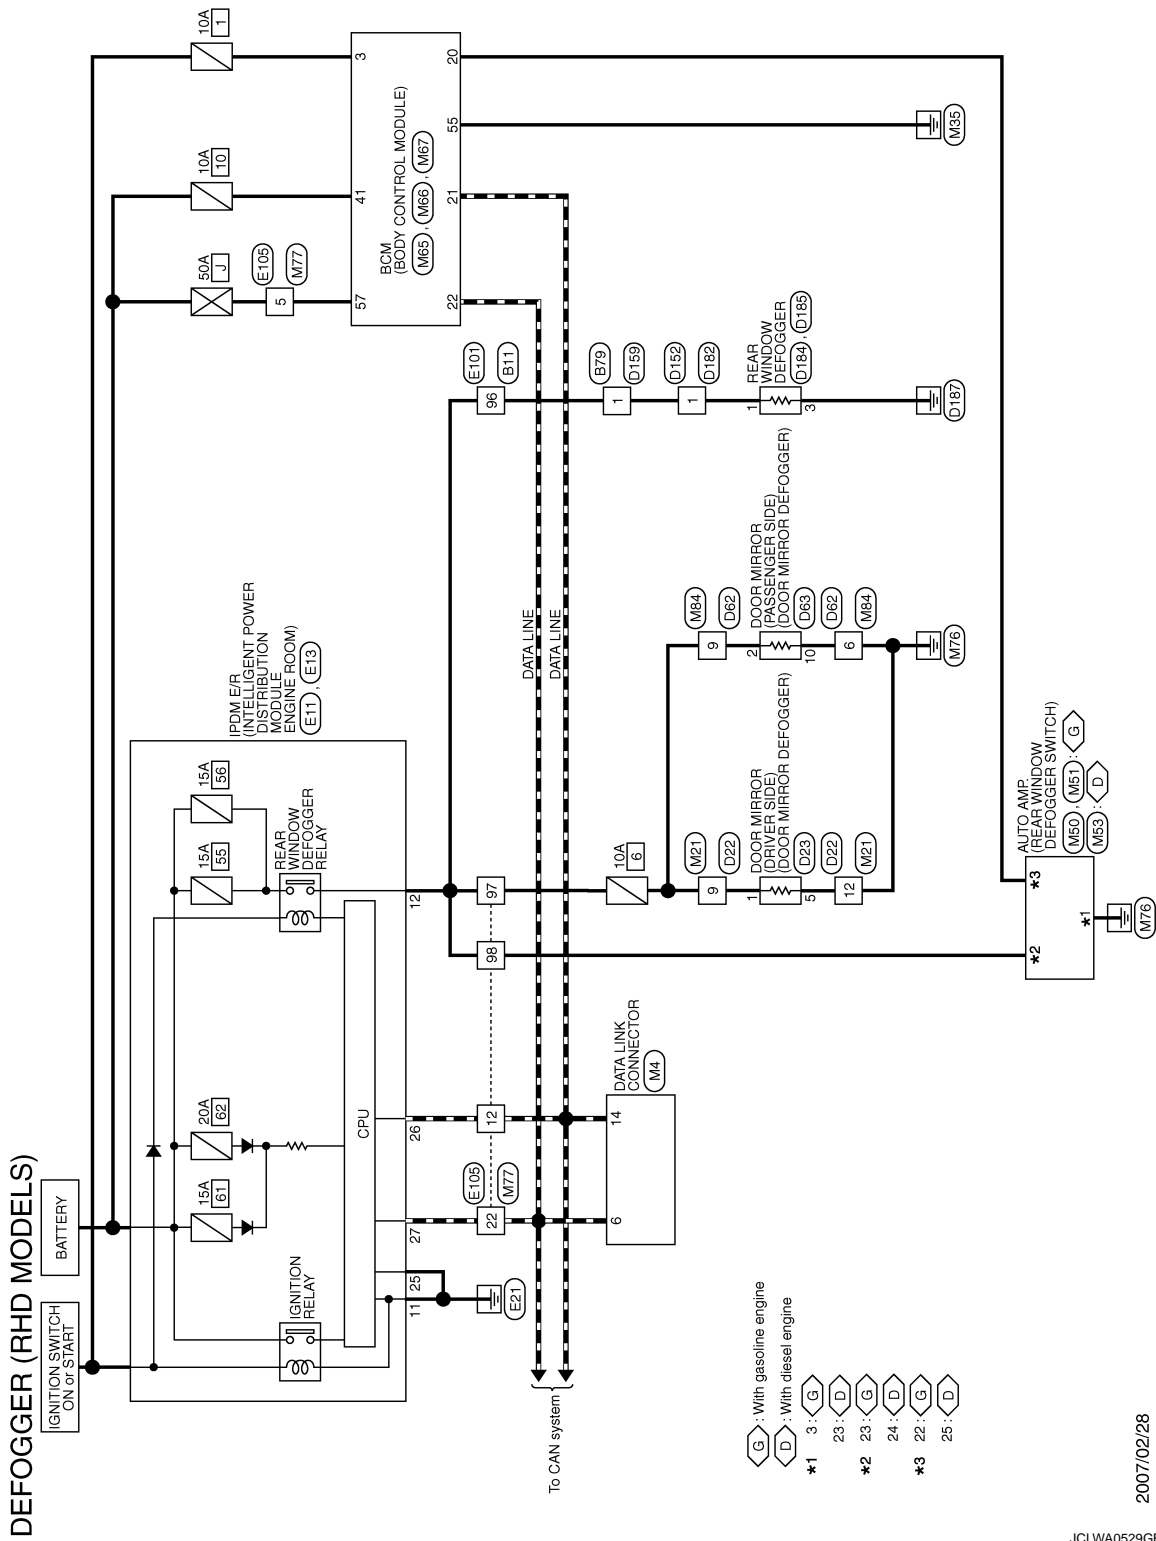 DEFOGGER (RHD MODELS)
IGNITION SWITCH
ON or START
BATTERY
10A
1
10A
10
50A
J
E105
M77
5
3
41
57
BCM
(BODY CONTROL MODULE)
M65 , M66 , M67
20
55
21
22
M35
IPDM E/R
(INTELLIGENT POWER
DISTRIBUTION
MODULE
ENGINE ROOM)
E11 , E13
IGNITION
RELAY
15A
61
20A
62
15A
55
15A
56
REAR
WINDOW
DEFOGGER
RELAY
CPU
11
25
27
26
12
E21
E105
M77
22
12
98
97
E101
B11
96
B79
D159
1
D152
D182
1
REAR
WINDOW
DEFOGGER
D184 , D185
1
3
D187
DATA LINE
DATA LINE
To CAN system
DATA LINK
CONNECTOR
M4
6
14
10A
6
M21
D22
9
DOOR MIRROR
(DRIVER SIDE)
(DOOR MIRROR DEFOGGER)
D23
1
5
D22
M21
12
M84
D62
9
DOOR MIRROR
(PASSENGER SIDE)
(DOOR MIRROR DEFOGGER)
D63
2
10
D62
M84
6
M76
AUTO AMP.
(REAR WINDOW
DEFOGGER SWITCH)
M50 , M51 : G
M53 : D
*2
*3
*1
M76
G : With gasoline engine
D : With diesel engine
*1 3 : G
23 : D
*2 23 : G
24 : D
*3 22 : G
25 : D
2007/02/28